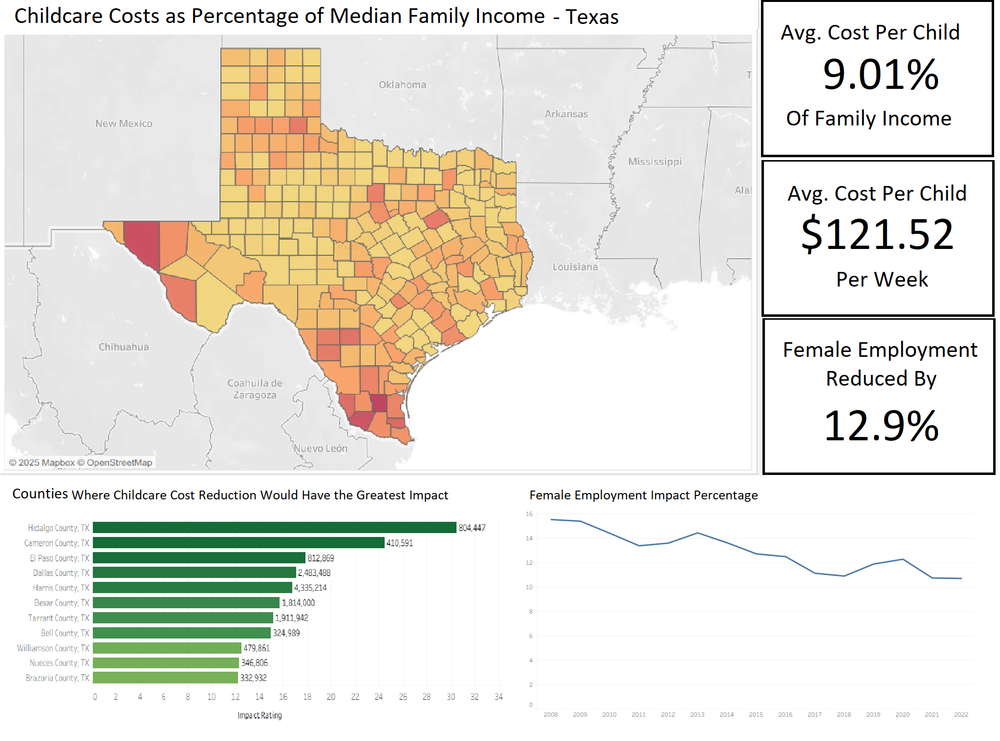 Childcare Costs as Percentage of Median Family Income - Texas
Oklahoma
New Mexico
Arkansas
Mississippi
Texas
Louisiana
Chihuahua
Coahuila de
Zaragoza
Nuevo León
© 2025 Mapbox © OpenStreetMap
Avg. Cost Per Child
9.01%
Of Family Income
Avg. Cost Per Child
$121.52
Per Week
Female Employment
Reduced By
12.9%
Counties Where Childcare Cost Reduction Would Have the Greatest Impact
Hidalgo County, TX 804,447
Cameron County, TX 410,591
El Paso County, TX 812,869
Dallas County, TX 2,483,488
Harris County, TX 4,335,214
Bexar County, TX 1,814,000
Tarrant County, TX 1,911,942
Bell County, TX 324,989
Williamson County, TX 479,861
Nueces County, TX 346,806
Brazoria County, TX 332,932
0 2 4 6 8 10 12 14 16 18 20 22 24 26 28 30 32 34
Impact Rating
Female Employment Impact Percentage
16
14
12
10
8
6
4
2
0
2008 2009 2010 2011 2012 2013 2014 2015 2016 2017 2018 2019 2020 2021 2022